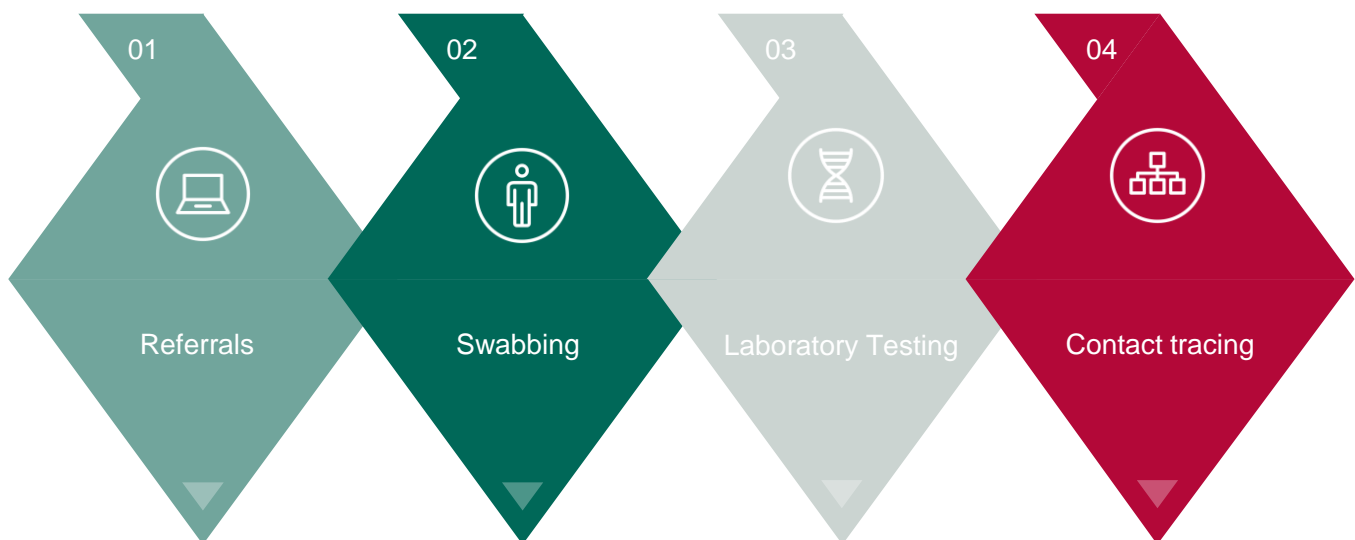 01
02
03
04
Referrals
Swabbing
Laboratory Testing
Contact tracing